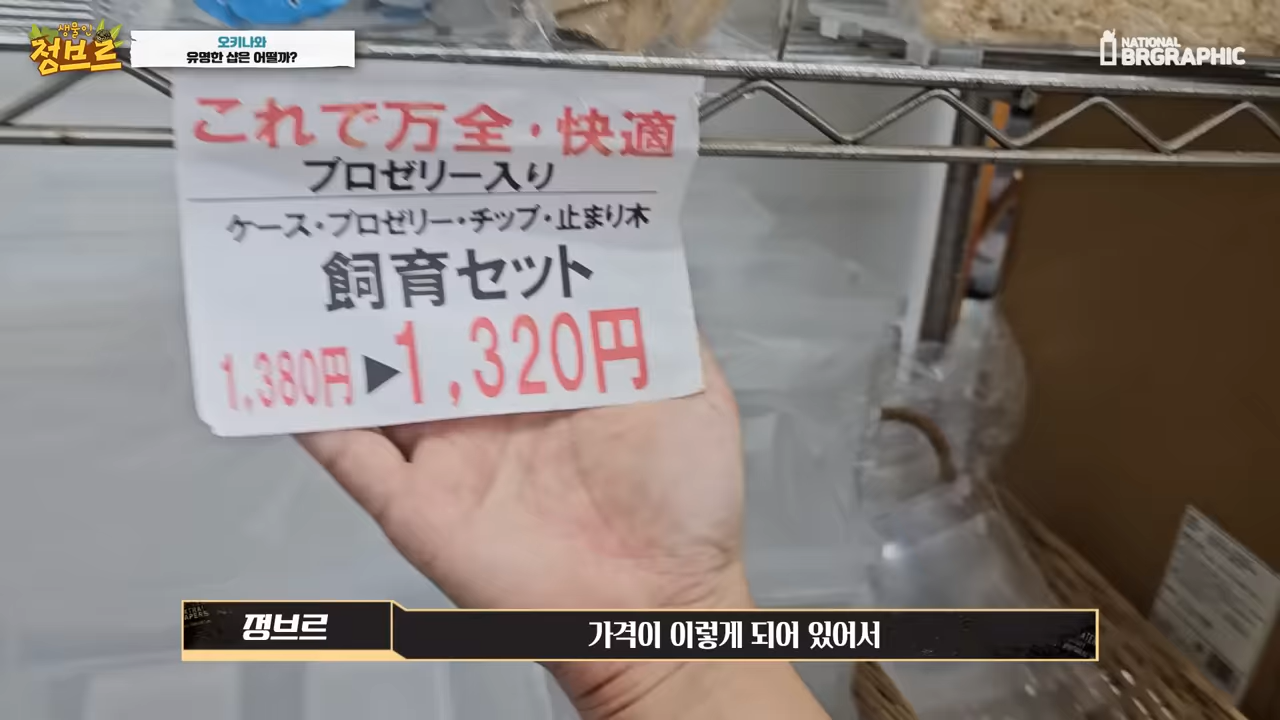 생물인
정브르
오키나와
유명한 샵은 어떨까?
NATIONAL
BRGRAPHIC
これで万全・快適
プロゼリー入り
ケース・プロゼリー・チップ・止まり木
飼育セット
1,380円▶1,320円
정브르
가격이 이렇게 되어 있어서